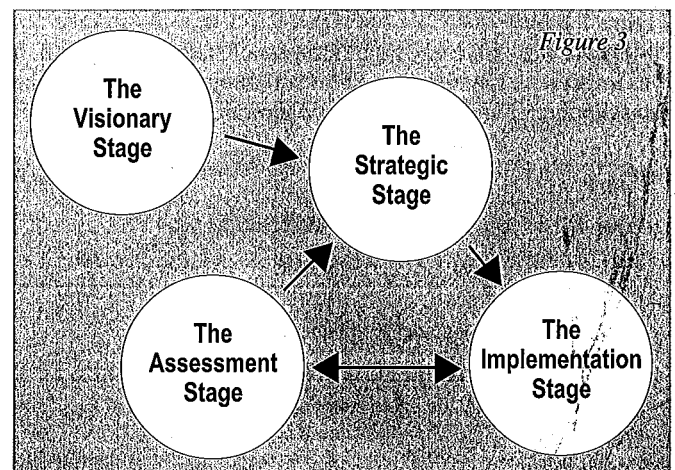 Figure 3
The
Visionary
Stage
The
Strategic
Stage
The
Assessment
Stage
The
Implementation
Stage